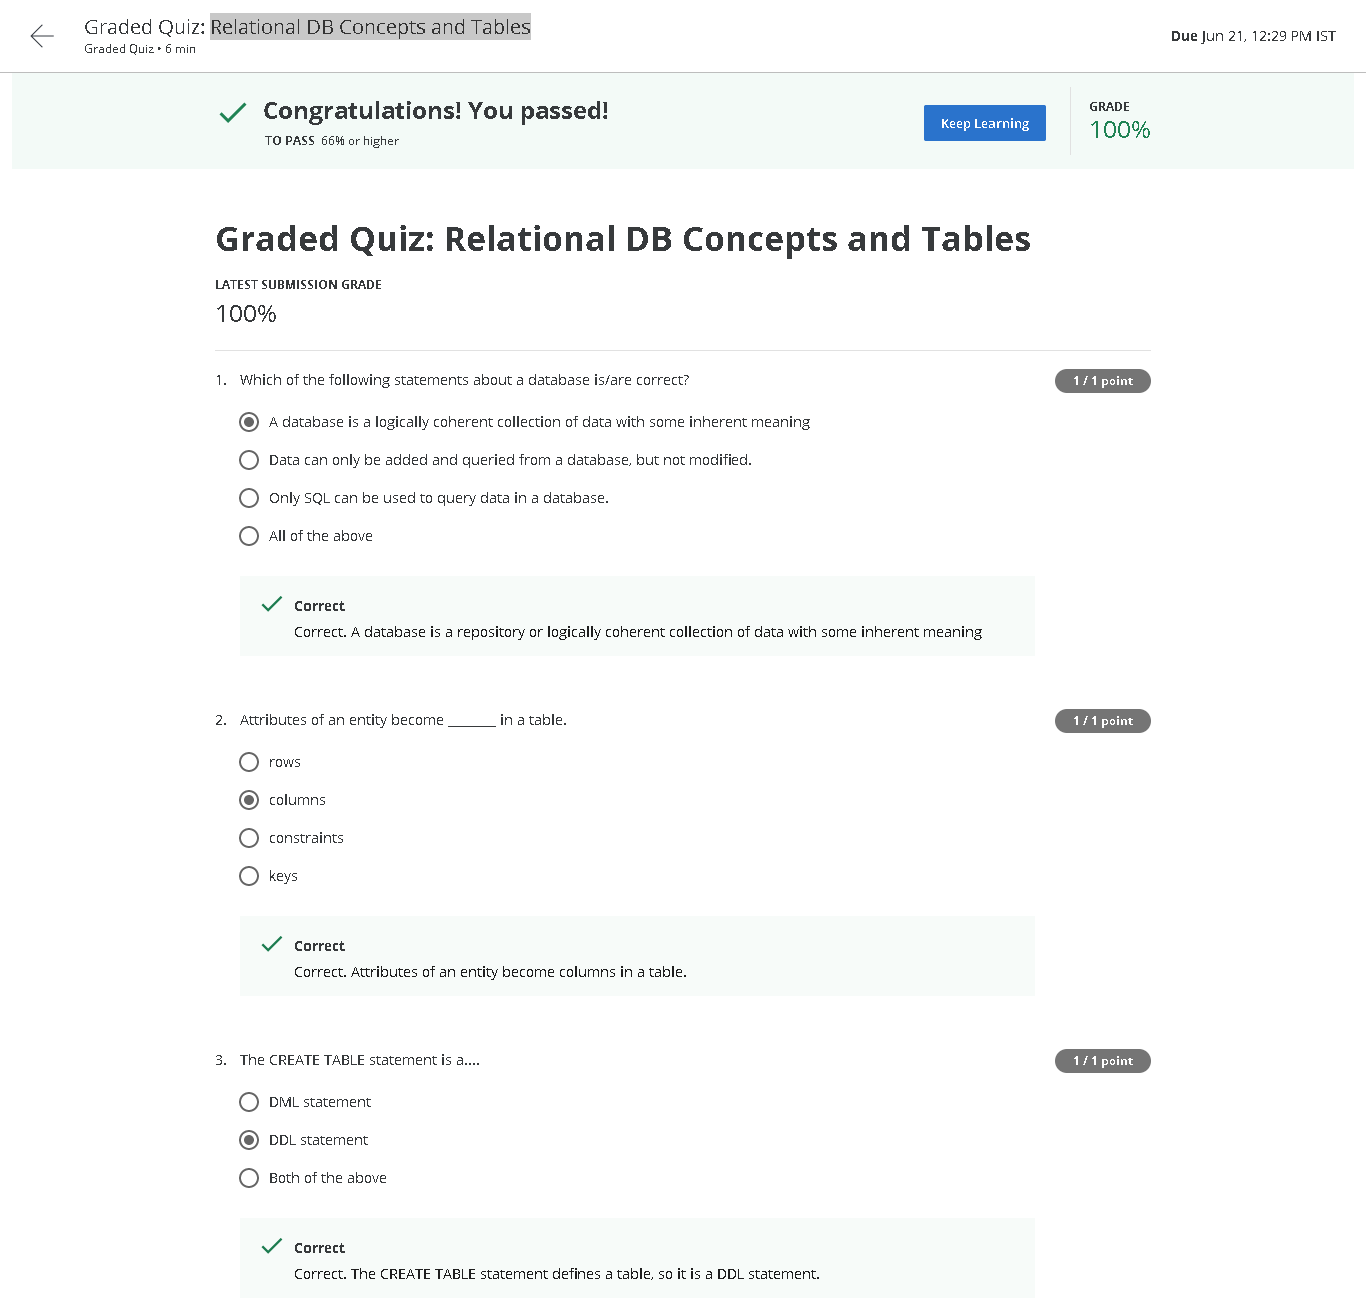 Graded Quiz: Relational DB Concepts and Tables
Graded Quiz • 6 min
Due Jun 21, 12:29 PM IST
Congratulations! You passed!
TO PASS 66% or higher
Keep Learning
GRADE
100%
Graded Quiz: Relational DB Concepts and Tables
LATEST SUBMISSION GRADE
100%
1. Which of the following statements about a database is/are correct?
1 / 1 point
A database is a logically coherent collection of data with some inherent meaning
Data can only be added and queried from a database, but not modified.
Only SQL can be used to query data in a database.
All of the above
Correct
Correct. A database is a repository or logically coherent collection of data with some inherent meaning
2. Attributes of an entity become _______ in a table.
1 / 1 point
rows
columns
constraints
keys
Correct
Correct. Attributes of an entity become columns in a table.
3. The CREATE TABLE statement is a....
1 / 1 point
DML statement
DDL statement
Both of the above
Correct
Correct. The CREATE TABLE statement defines a table, so it is a DDL statement.